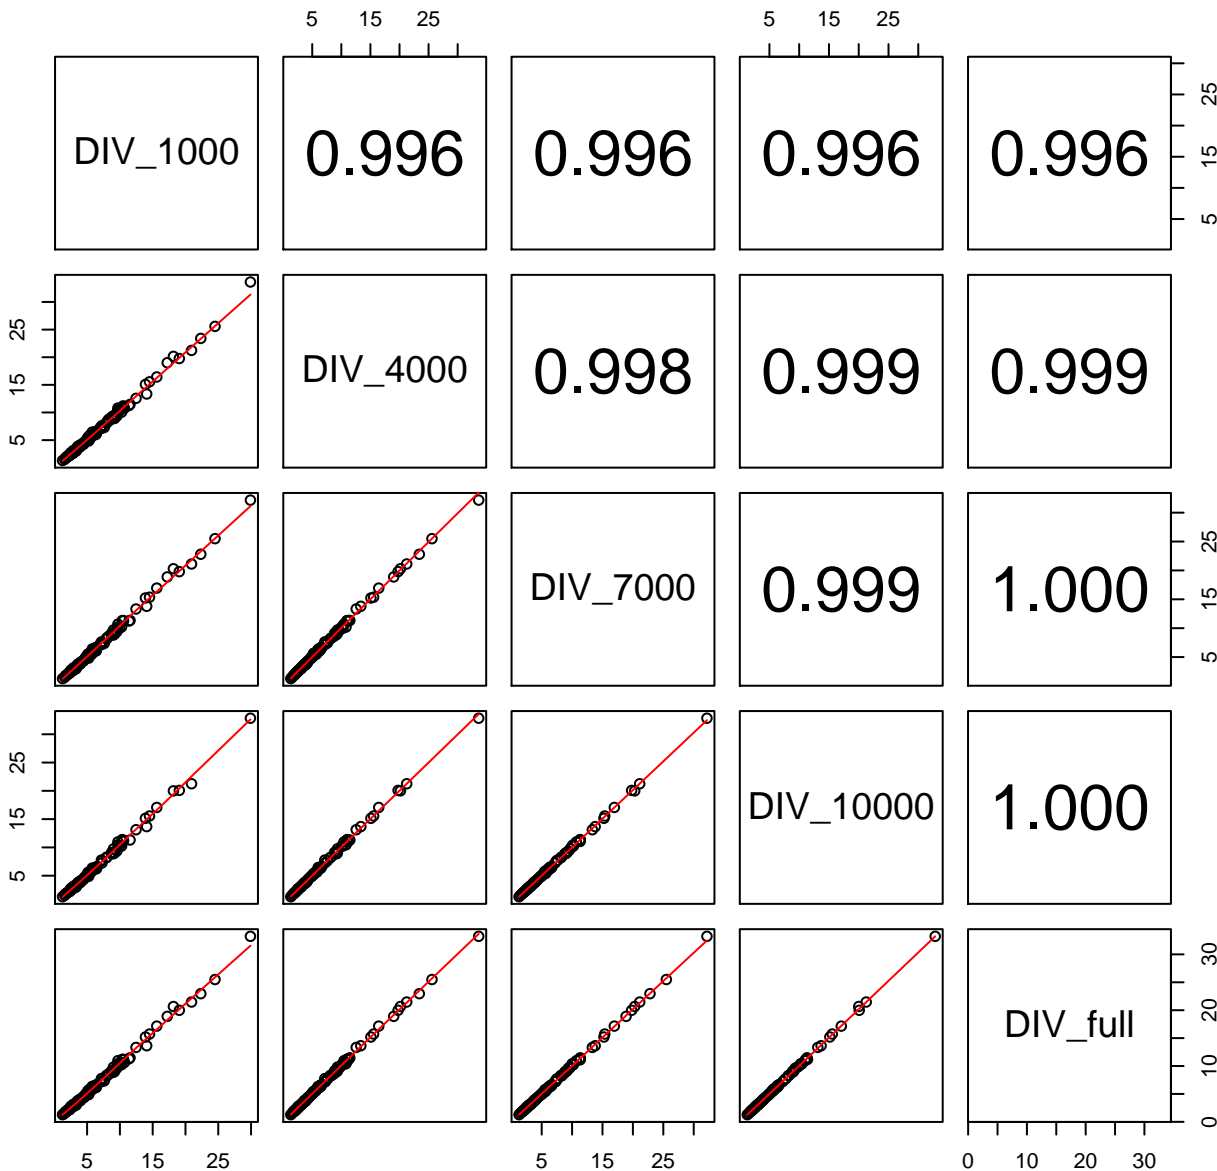 5 15 25 5 15 25
DIV_1000 0.996 0.996 0.996 0.996
5 15 25
5 15 25
DIV_4000 0.998 0.999 0.999
DIV_7000 0.999 1.000
5 15 25
5 15 25
DIV_10000 1.000
DIV_full
0 10 20 30
5 15 25 5 15 25 0 10 20 30